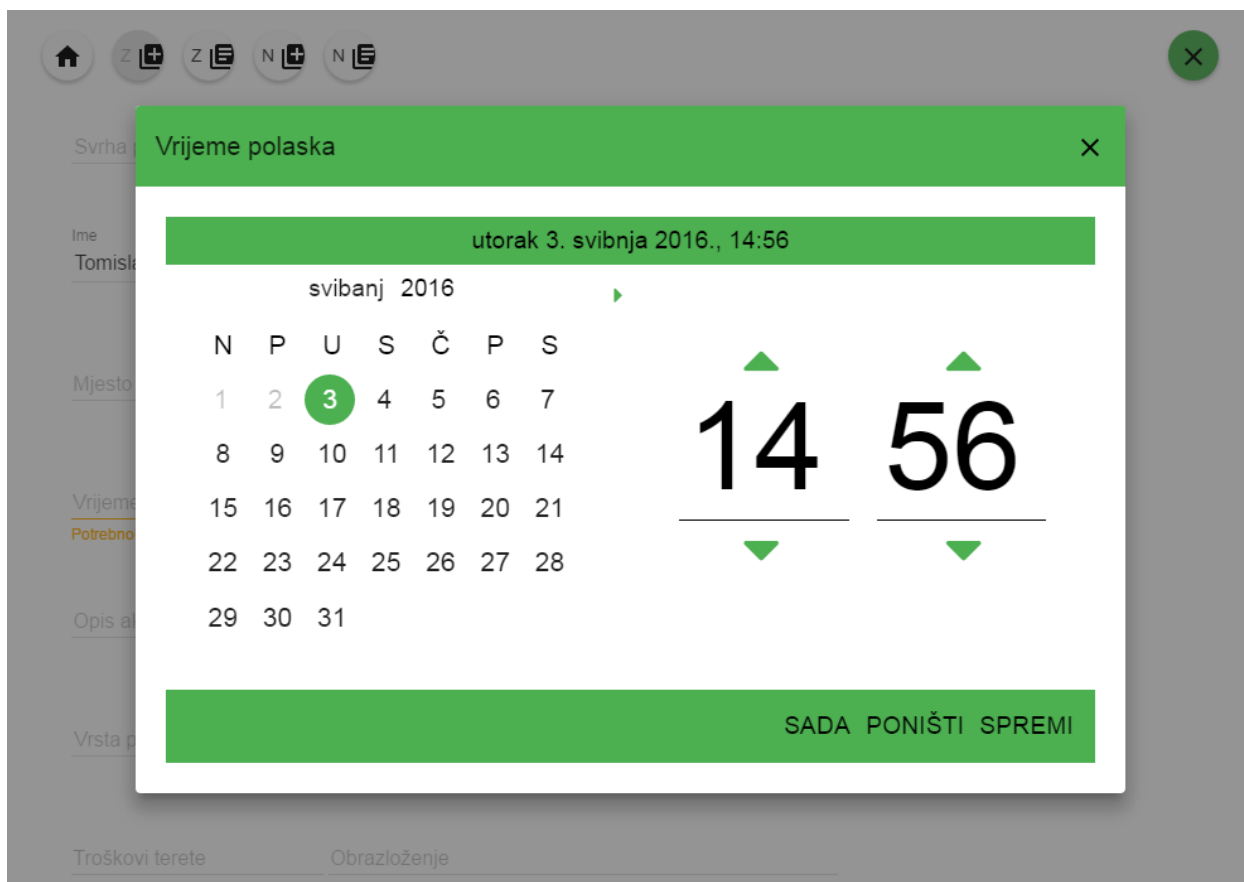 Z Z N N
Vrijeme polaska
Svrha
utorak 3. svibnja 2016., 14:56
Ime
svibanj 2016
N P U S Č P S
Mjesto
1 2 3 4 5 6 7
14 56
8 9 10 11 12 13 14
Vrijeme
15 16 17 18 19 20 21
Potrebno
22 23 24 25 26 27 28
Opis
29 30 31
SADA PONIŠTI SPREMI
Vrsta
Troškovi terete Obrazloženje